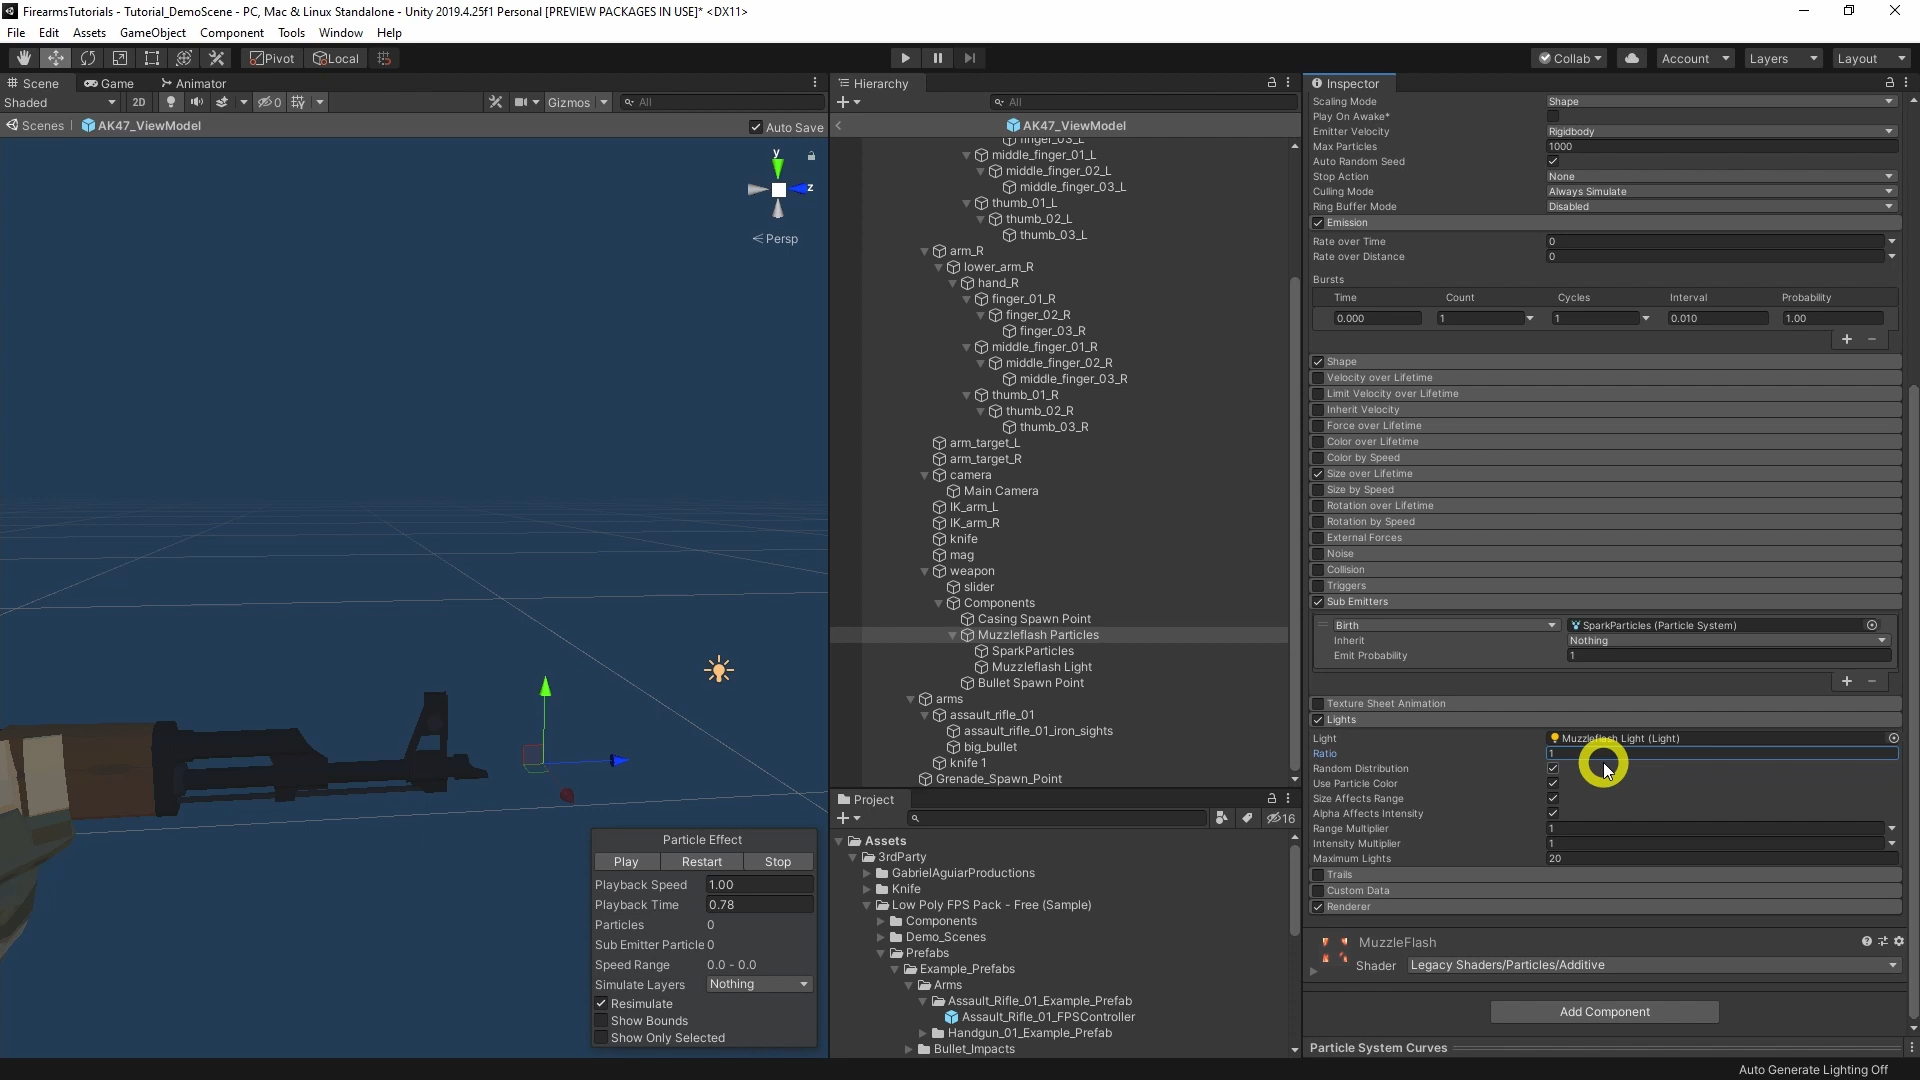 FirearmsTutorials - Tutorial_DemoScene - PC, Mac & Linux Standalone - Unity 2019.4.25f1 Personal [PREVIEW PACKAGES IN USE]* <DX11>
File Edit Assets GameObject Component Tools Window Help
Pivot Local Collab Account Layers Layout
Scene Game Animator
Shaded 2D 0 Gizmos All
Scenes AK47_ViewModel Auto Save
y
z
Persp
Particle Effect
Play Restart Stop
Playback Speed 1.00
Playback Time 0.78
Particles 0
Sub Emitter Particle 0
Speed Range 0.0 - 0.0
Simulate Layers Nothing
Resimulate
Show Bounds
Show Only Selected
Hierarchy
All
AK47_ViewModel
finger_03_L
middle_finger_01_L
middle_finger_02_L
middle_finger_03_L
thumb_01_L
thumb_02_L
thumb_03_L
arm_R
lower_arm_R
hand_R
finger_01_R
finger_02_R
finger_03_R
middle_finger_01_R
middle_finger_02_R
middle_finger_03_R
thumb_01_R
thumb_02_R
thumb_03_R
arm_target_L
arm_target_R
camera
Main Camera
IK_arm_L
IK_arm_R
knife
mag
weapon
slider
Components
Casing Spawn Point
Muzzleflash Particles
SparkParticles
Muzzleflash Light
Bullet Spawn Point
arms
assault_rifle_01
assault_rifle_01_iron_sights
big_bullet
knife 1
Grenade_Spawn_Point
Project
16
Assets
3rdParty
GabrielAguiarProductions
Knife
Low Poly FPS Pack - Free (Sample)
Components
Demo_Scenes
Prefabs
Example_Prefabs
Arms
Assault_Rifle_01_Example_Prefab
Assault_Rifle_01_FPSController
Handgun_01_Example_Prefab
Bullet_Impacts
Inspector
Scaling Mode Shape
Play On Awake*
Emitter Velocity Rigidbody
Max Particles 1000
Auto Random Seed
Stop Action None
Culling Mode Always Simulate
Ring Buffer Mode Disabled
Emission
Rate over Time 0
Rate over Distance 0
Bursts
Time Count Cycles Interval Probability
0.000 1 1 0.010 1.00
Shape
Velocity over Lifetime
Limit Velocity over Lifetime
Inherit Velocity
Force over Lifetime
Color over Lifetime
Color by Speed
Size over Lifetime
Size by Speed
Rotation over Lifetime
Rotation by Speed
External Forces
Noise
Collision
Triggers
Sub Emitters
Birth SparkParticles (Particle System)
Inherit Nothing
Emit Probability 1
Texture Sheet Animation
Lights
Light Muzzleflash Light (Light)
Ratio 1
Random Distribution
Use Particle Color
Size Affects Range
Alpha Affects Intensity
Range Multiplier 1
Intensity Multiplier 1
Maximum Lights 20
Trails
Custom Data
Renderer
MuzzleFlash
Shader Legacy Shaders/Particles/Additive
Add Component
Particle System Curves
Auto Generate Lighting Off